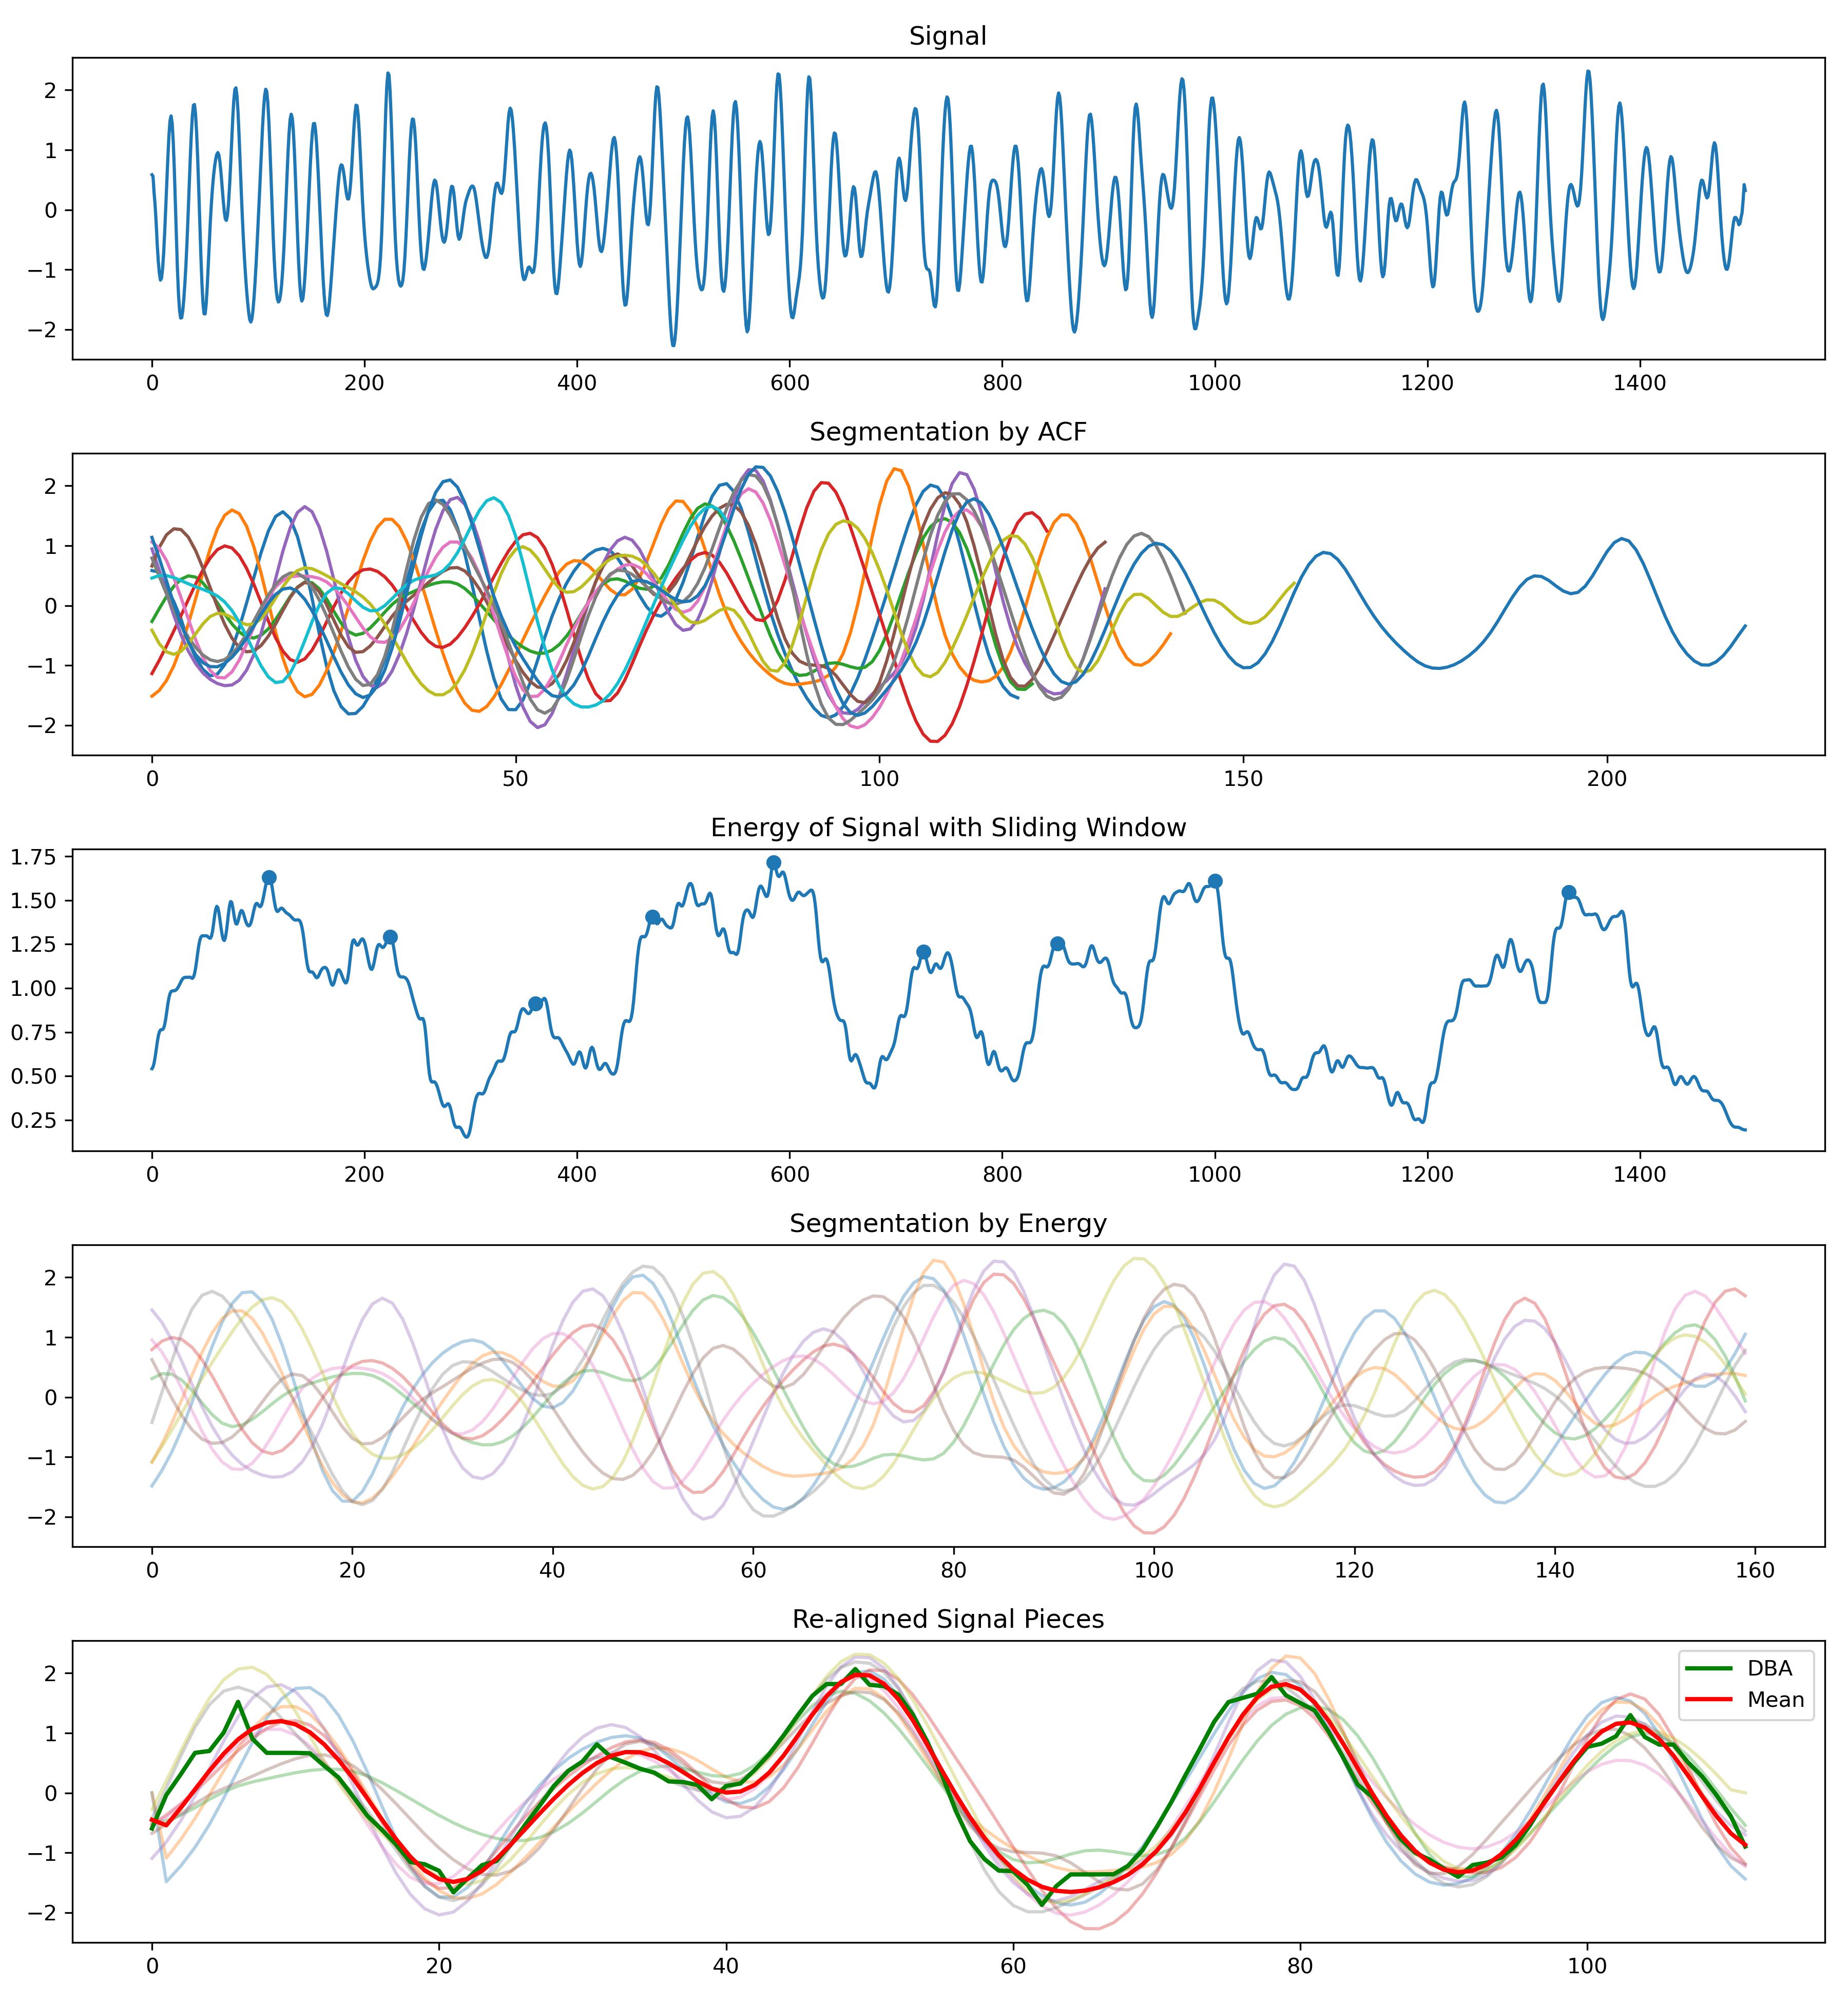 Signal
2
1
0
−1
−2
0 200 400 600 800 1000 1200 1400
Segmentation by ACF
2
1
0
−1
−2
0 50 100 150 200
Energy of Signal with Sliding Window
1.75
1.50
1.25
1.00
0.75
0.50
0.25
0 200 400 600 800 1000 1200 1400
Segmentation by Energy
2
1
0
−1
−2
0 20 40 60 80 100 120 140 160
Re-aligned Signal Pieces
DBA
Mean
2
1
0
−1
−2
0 20 40 60 80 100